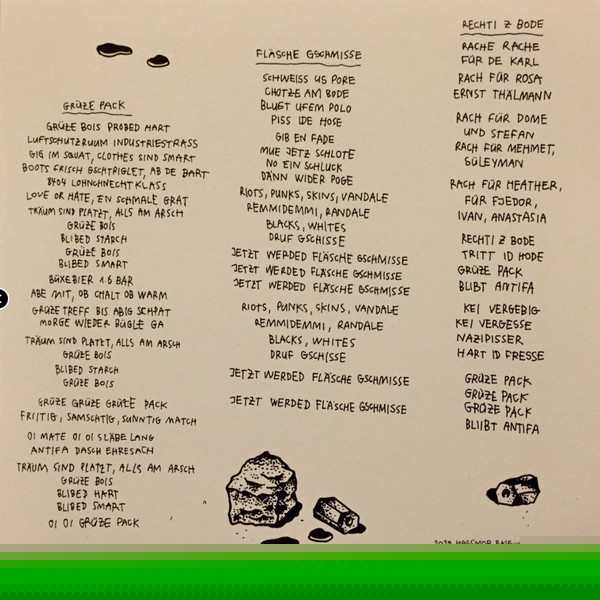 GRÜZE PACK
GRÜZE BOIS PROBED HART
LUFTSCHUTZRUUM INDUSTRIESTRASS
GIG IM SQUAT, CLOTHES SIND SMART
BOOTS FRISCH GSCHTRIGLET, AB DE BART
8404 LOHNCHNECHTKLASS
LOVE OR HATE, EN SCHMALE GRAT
TRÄUM SIND PLATZT, ALLS AM ARSCH
GRÜZE BOIS
BLIBED STARCH
GRÜZE BOIS
BLIBED SMART
BÜXEBIER 1.6 BAR
ABE MIT, OB CHALT OB WARM
GRÜZETREFF BIS ABIG SCHPAT
MORGE WIEDER BÜGLE GA
TRÄUM SIND PLATZT, ALLS AM ARSCH
GRÜZE BOIS
BLIBED STARCH
GRÜZE BOIS
GRÜZE GRÜZE GRÜZE PACK
FRIITIG, SAMSCHTIG, SUNNTIG MATCH
OI MATE OI OI SLÄBE LANG
ANTIFA DASCH EHRESACH
TRÄUM SIND PLATZT, ALLS AM ARSCH
GRÜZE BOIS
BLIBED HART
BLIBED SMART
OI OI GRÜZE PACK
FLÄSCHE GSCHMISSE
SCHWEISS US PORE
CHOTZE AM BODE
BLUET UFEM POLO
PISS IDE HOSE
GIB EN FADE
MUE JETZ SCHLOTE
NO EIN SCHLUCK
DÄNN WIDER POGE
RIOTS, PUNKS, SKINS, VANDALE
REMMIDEMMI, RANDALE
BLACKS, WHITES
DRUF GSCHISSE
JETZT WERDED FLÄSCHE GSCHMISSE
JETZT WERDED FLÄSCHE GSCHMISSE
JETZT WERDED FLÄSCHE GSCHMISSE
RIOTS, PUNKS, SKINS, VANDALE
REMMIDEMMI, RANDALE
BLACKS, WHITES
DRUF GSCHISSE
JETZT WERDED FLÄSCHE GSCHMISSE
JETZT WERDED FLÄSCHE GSCHMISSE
RECHTI Z BODE
RACHE RACHE
FÜR DE KARL
RACH FÜR ROSA
ERNST THÄLMANN
RACH FÜR DOME
UND STEFAN
RACH FÜR MEHMET,
SÜLEYMAN
RACH FÜR HEATHER,
FÜR FJEDOR,
IVAN, ANASTASIA
RECHTI Z BODE
TRITT ID HODE
GRÜZE PACK
BLIBT ANTIFA
KEI VERGEBIG
KEI VERGESSE
NAZIPISSER
HART ID FRESSE
GRÜZE PACK
GRÜZE PACK
GRÜZE PACK
BLIIBT ANTIFA